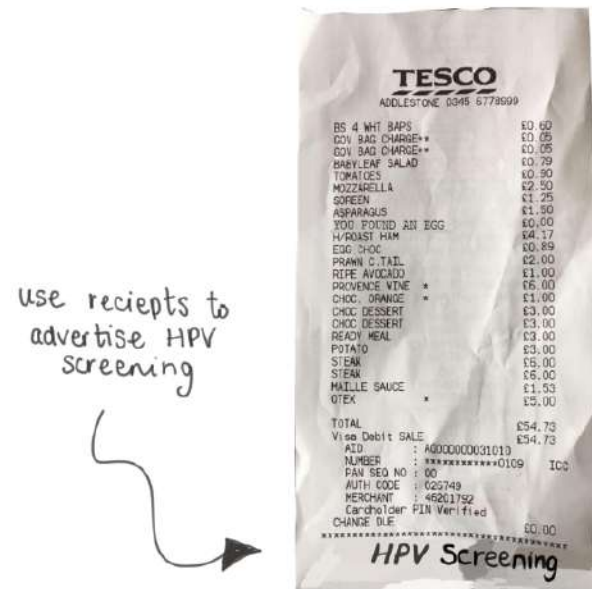 use reciepts to
advertise HPV
screening
TESCO
ADDLESTONE 0345 6779999
BS 4 WHT BAPS £0.60
GOV BAG CHARGE** £0.05
GOV BAG CHARGE** £0.05
BABYLEAF SALAD £0.79
TOMATOES £0.90
MOZZARELLA £2.50
SOREEN £1.25
ASPARAGUS £1.50
YOU FOUND AN EGG £0.00
H/ROAST HAM £4.17
EGG CHOC £0.89
PRAWN C.TAIL £2.00
RIPE AVOCADO £1.00
PROVENCE VINE * £6.00
CHOC. ORANGE * £1.00
CHOC DESSERT £3.00
CHOC DESSERT £3.00
READY MEAL £3.00
POTATO £3.00
STEAK £6.00
STEAK £6.00
MAILLE SAUCE £1.53
OTEX * £5.00
TOTAL £54.73
Visa Debit SALE £54.73
AID : A0000000031010
NUMBER : ************0109 ICC
PAN SEQ NO : 00
AUTH CODE : 026749
MERCHANT : 46201792
Cardholder PIN Verified
CHANGE DUE £0.00
HPV Screening